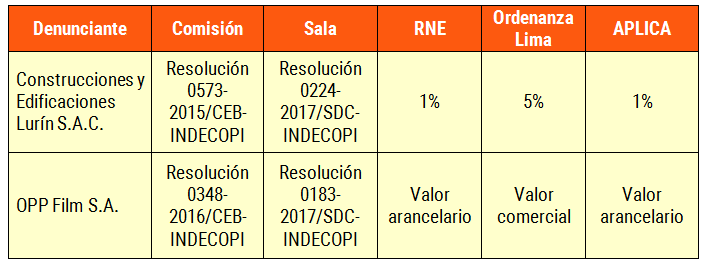 Denunciante
Comisión
Sala
RNE
Ordenanza
Lima
APLICA
Construcciones y
Edificaciones
Lurín S.A.C.
Resolución
0573-
2015/CEB-
INDECOPI
Resolución
0224-
2017/SDC-
INDECOPI
1%
5%
1%
OPP Film S.A.
Resolución
0348-
2016/CEB-
INDECOPI
Resolución
0183-
2017/SDC-
INDECOPI
Valor
arancelario
Valor
comercial
Valor
arancelario